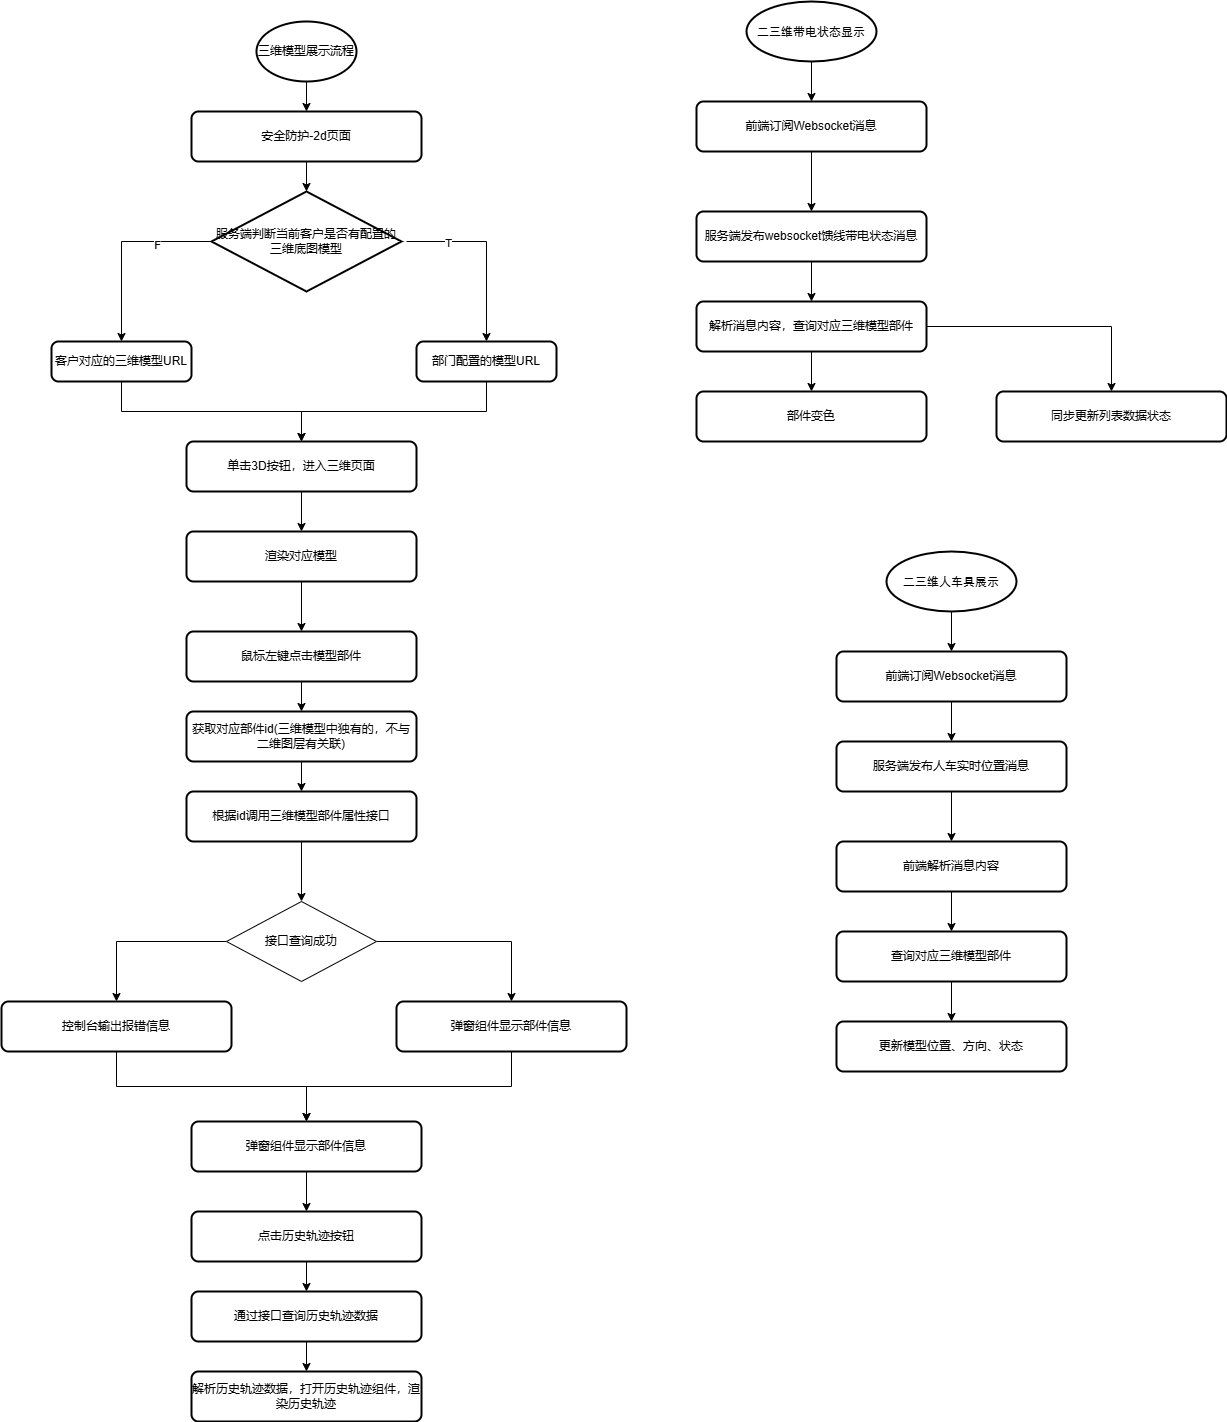 三维模型展示流程
安全防护-2d页面
服务端判断当前客户是否有配置的
三维底图模型
F
T
客户对应的三维模型URL
部门配置的模型URL
单击3D按钮，进入三维页面
渲染对应模型
鼠标左键点击模型部件
获取对应部件id(三维模型中独有的，不与
二维图层有关联)
根据id调用三维模型部件属性接口
接口查询成功
控制台输出报错信息
弹窗组件显示部件信息
弹窗组件显示部件信息
点击历史轨迹按钮
通过接口查询历史轨迹数据
解析历史轨迹数据，打开历史轨迹组件，渲
染历史轨迹
二三维带电状态显示
前端订阅Websocket消息
服务端发布websocket馈线带电状态消息
解析消息内容，查询对应三维模型部件
部件变色
同步更新列表数据状态
二三维人车具展示
前端订阅Websocket消息
服务端发布人车实时位置消息
前端解析消息内容
查询对应三维模型部件
更新模型位置、方向、状态